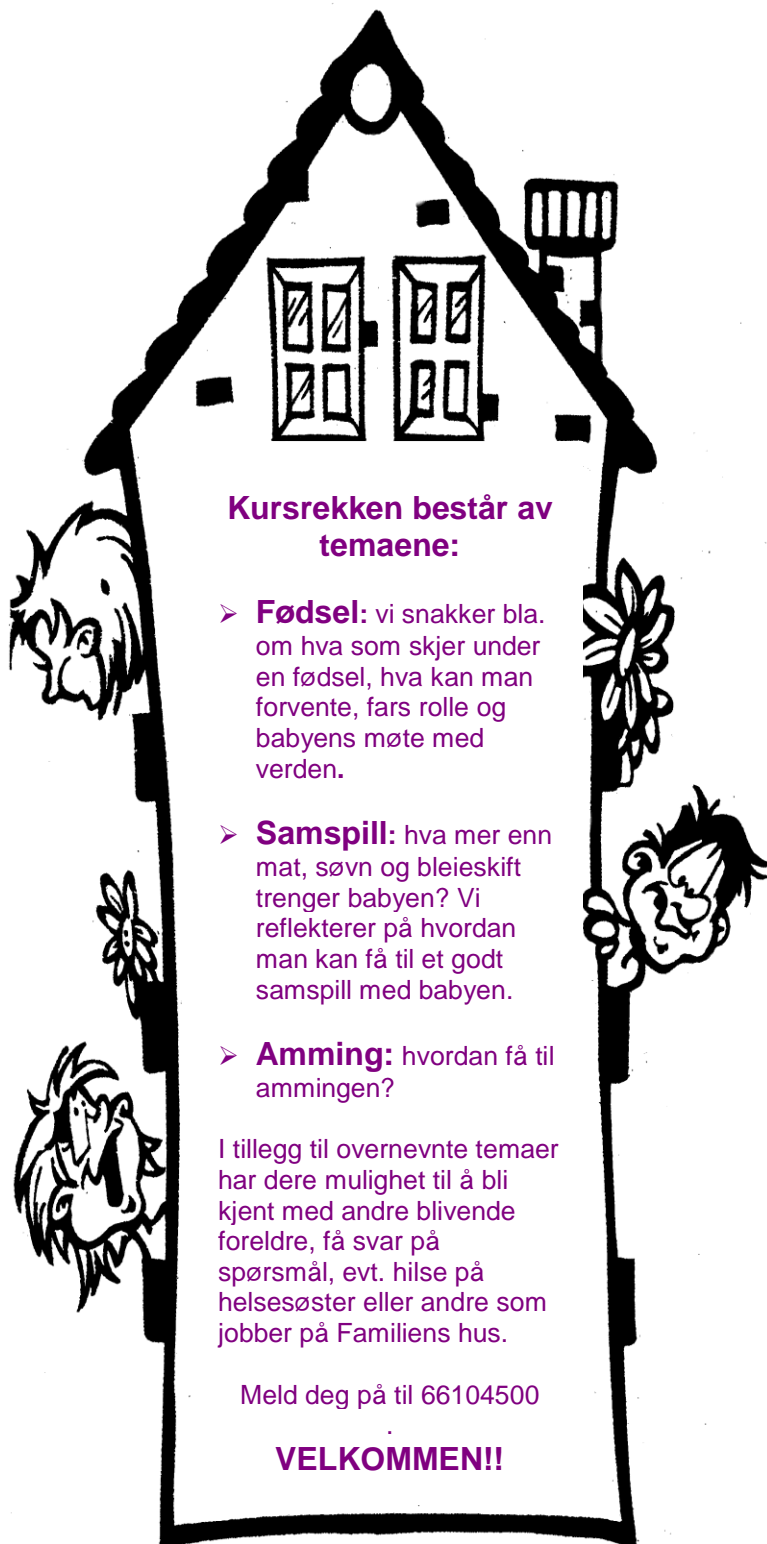 Kursrekken består av
temaene:
➢ Fødsel: vi snakker bla.
om hva som skjer under
en fødsel, hva kan man
forvente, fars rolle og
babyens møte med
verden.
➢ Samspill: hva mer enn
mat, søvn og bleieskift
trenger babyen? Vi
reflekterer på hvordan
man kan få til et godt
samspill med babyen.
➢ Amming: hvordan få til
ammingen?
I tillegg til overnevnte temaer
har dere mulighet til å bli
kjent med andre blivende
foreldre, få svar på
spørsmål, evt. hilse på
helsesøster eller andre som
jobber på Familiens hus.
Meld deg på til 66104500
.
VELKOMMEN!!